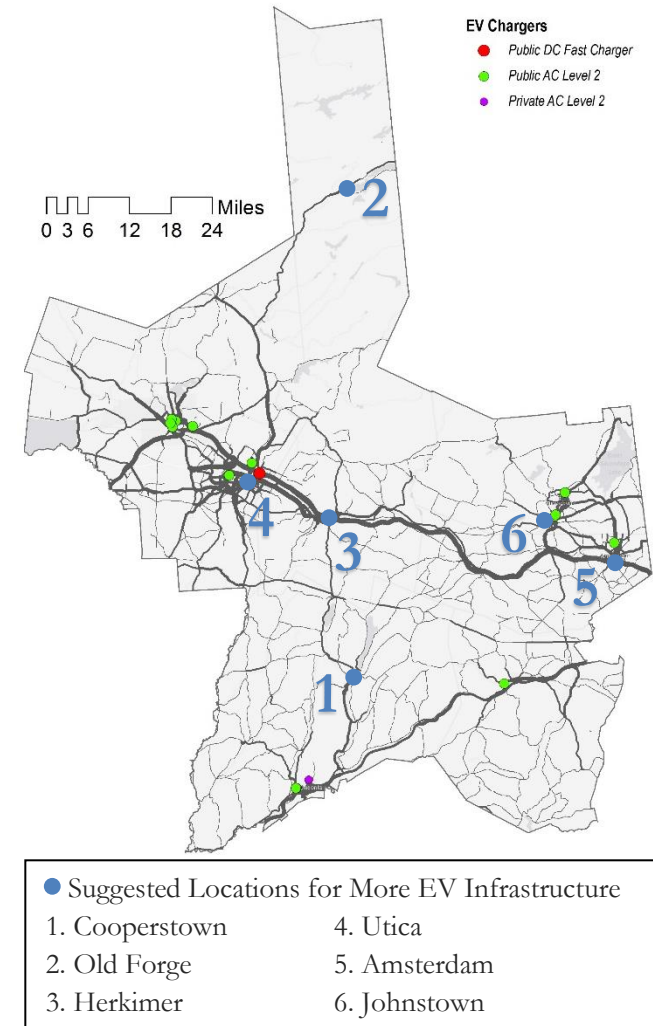 EV Chargers
Public DC Fast Charger
Public AC Level 2
Private AC Level 2
Miles
0 3 6 12 18 24
2
4
3
6
5
1
Suggested Locations for More EV Infrastructure
1. Cooperstown 4. Utica
2. Old Forge 5. Amsterdam
3. Herkimer 6. Johnstown